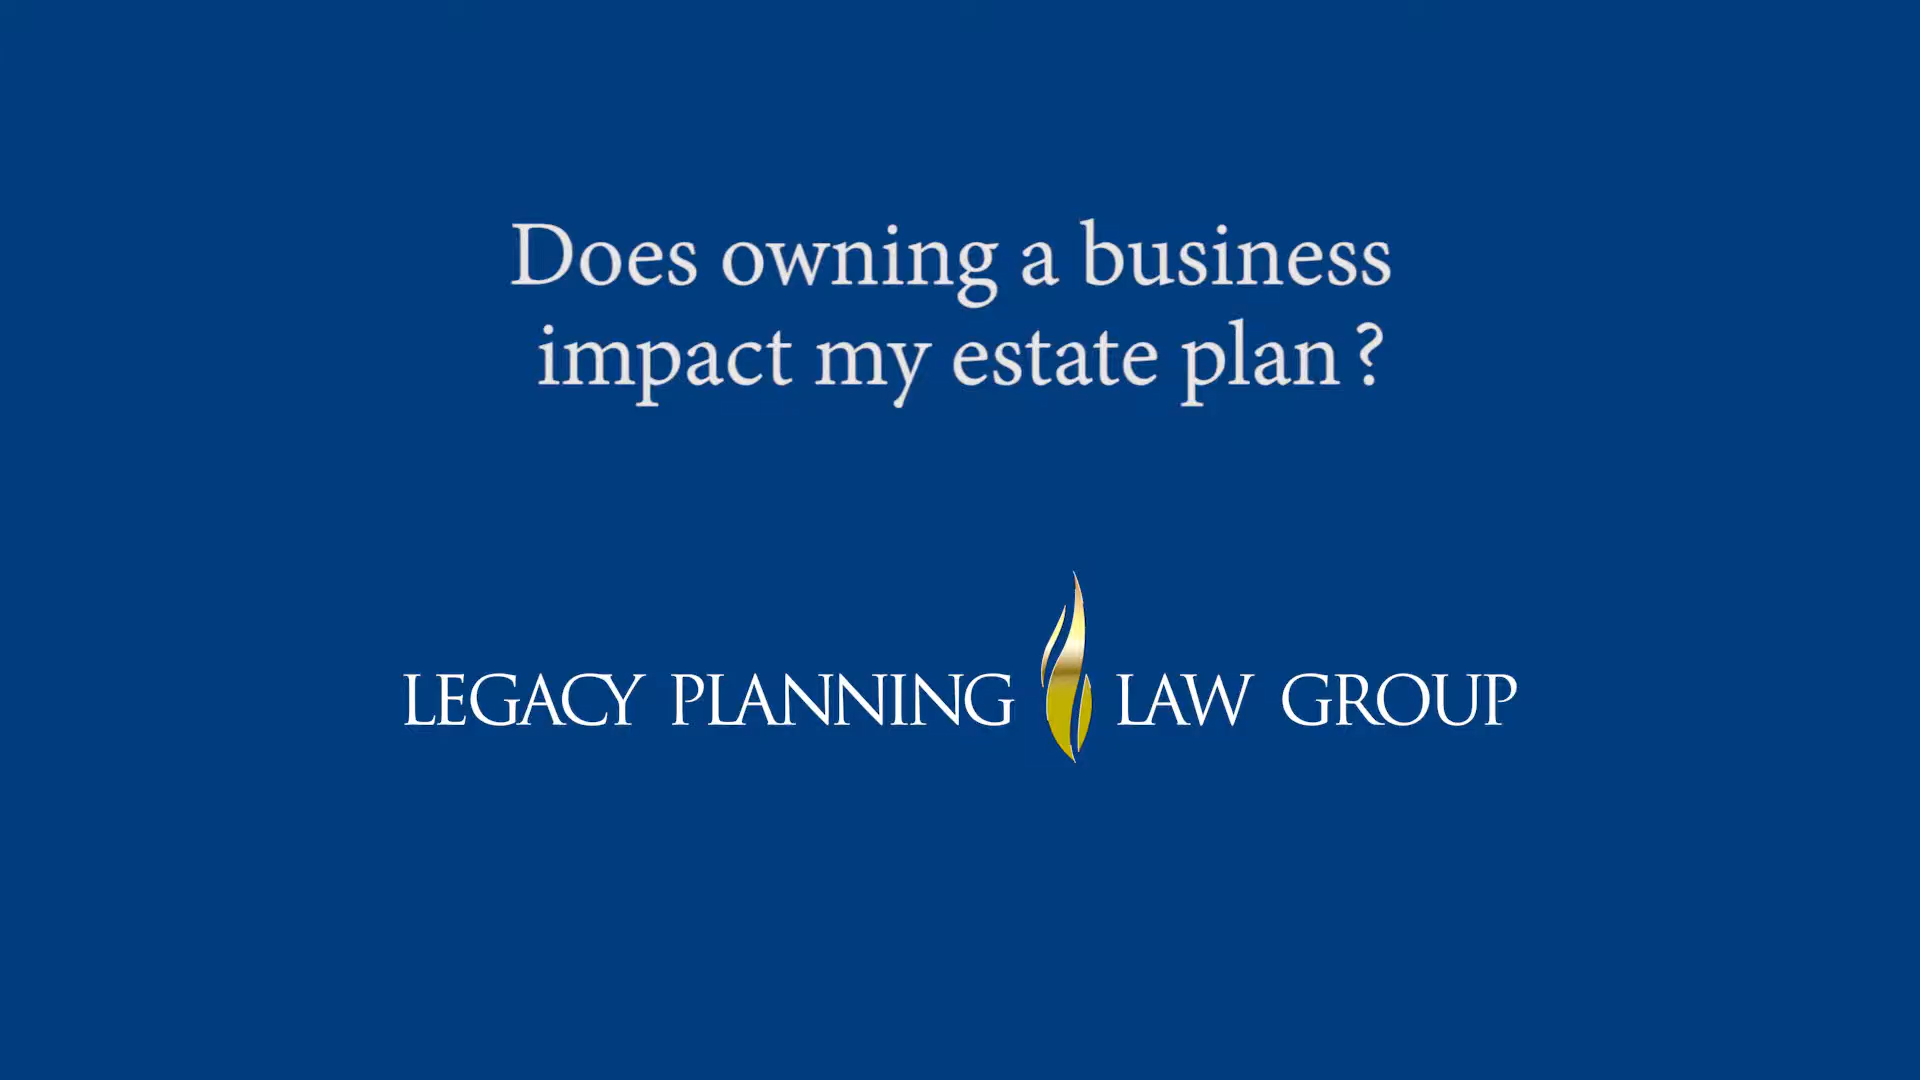 Does owning a business
impact my estate plan?
LEGACY PLANNING LAW GROUP